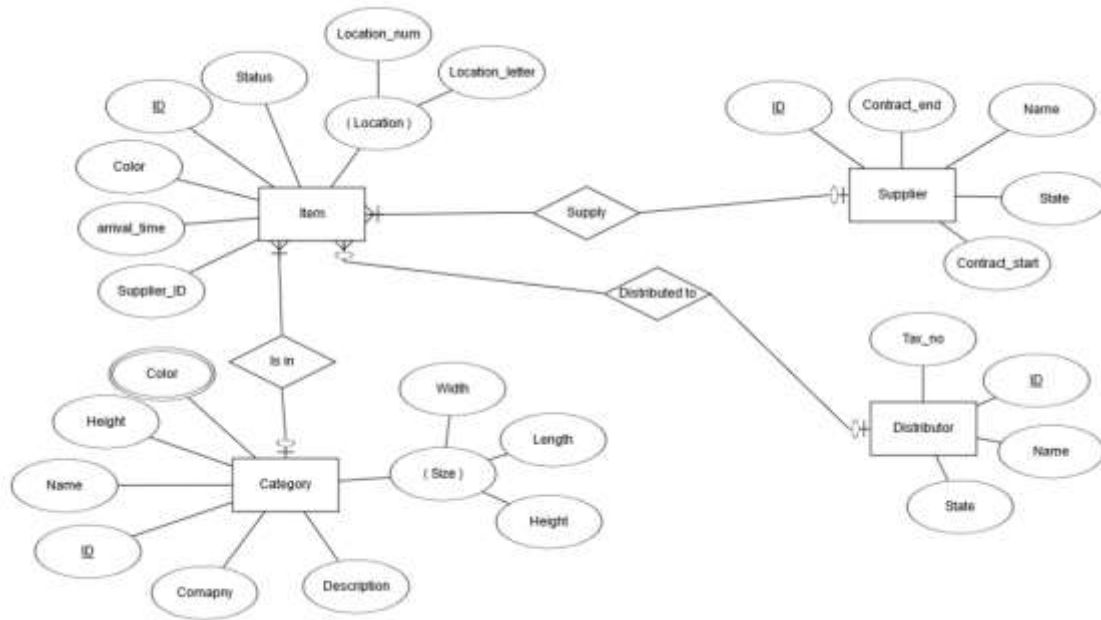 Location_num
Location_letter
Status
ID
( Location )
Color
Item
arrival_time
Supplier_ID
Supply
ID
Contract_end
Name
Supplier
State
Contract_start
Distributed to
Is in
Tax_no
ID
Distributor
Name
State
Color
Width
Height
Length
( Size )
Name
Category
Height
ID
Comapny
Description